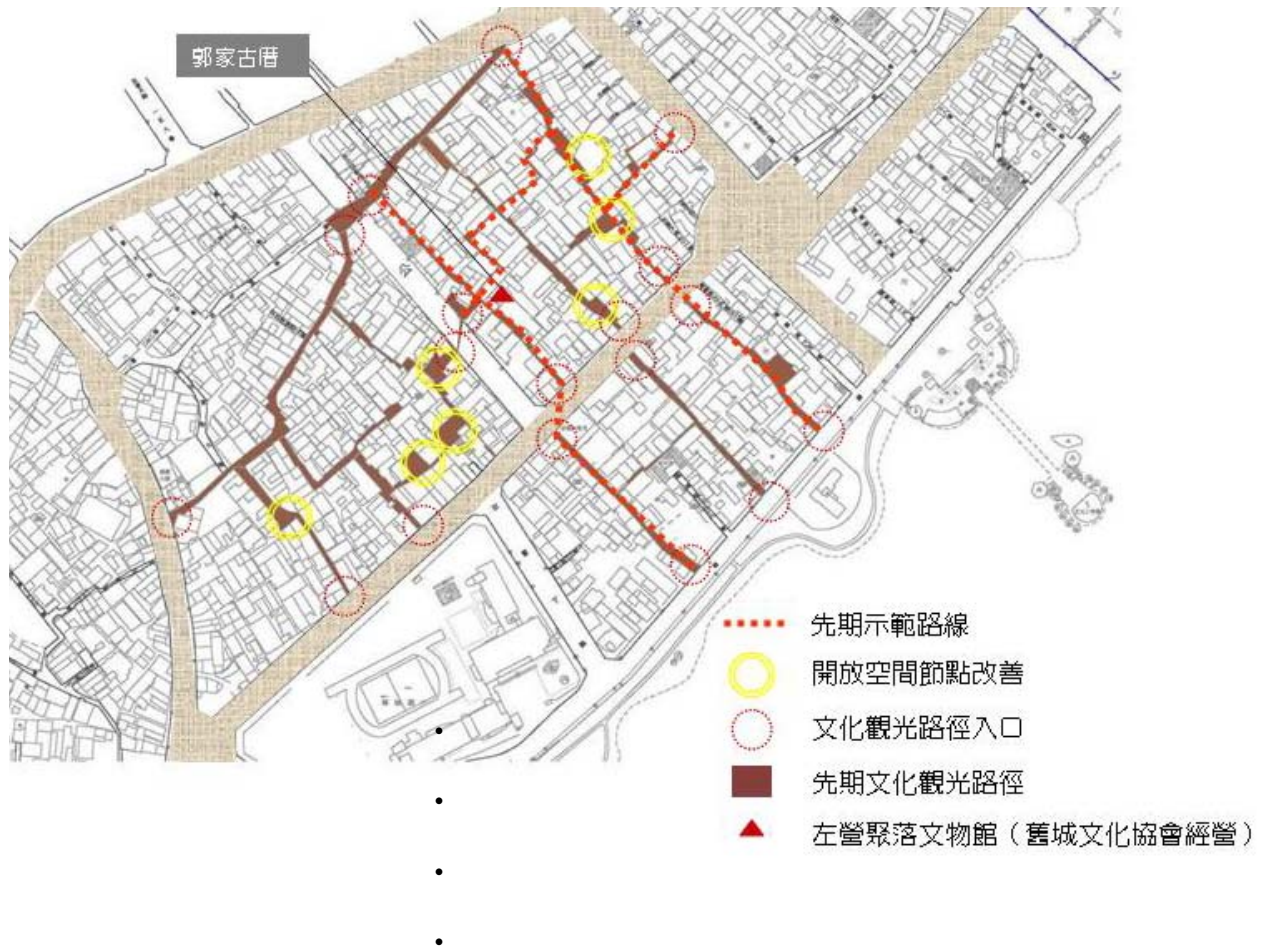 郭家古厝
先期示範路線
開放空間節點改善
文化觀光路徑入口
先期文化觀光路徑
左營聚落文物館（舊城文化協會經營）